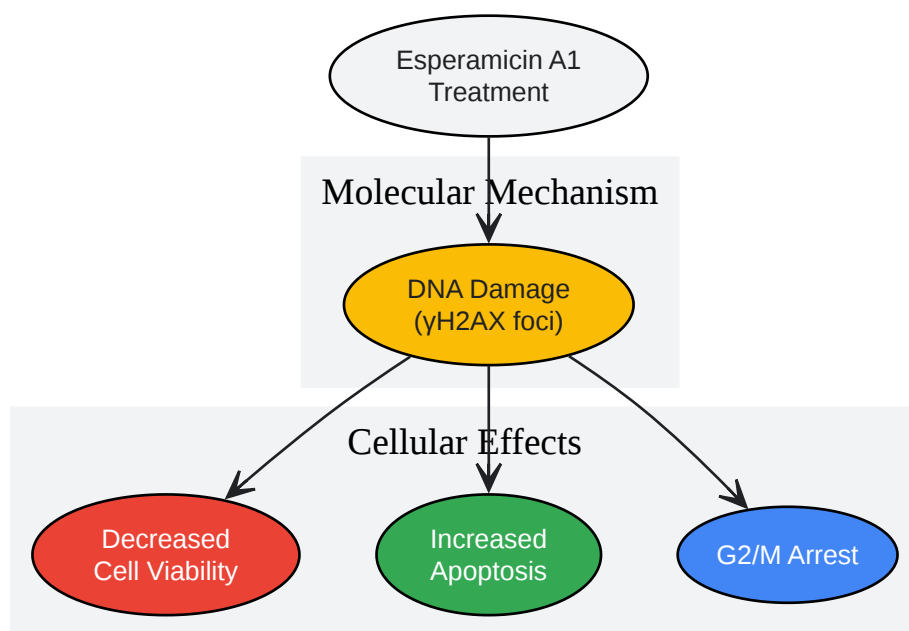 Esperamicin A1
Treatment
Molecular Mechanism
DNA Damage
(γH2AX foci)
Cellular Effects
Decreased
Cell Viability
Increased
Apoptosis
G2/M Arrest